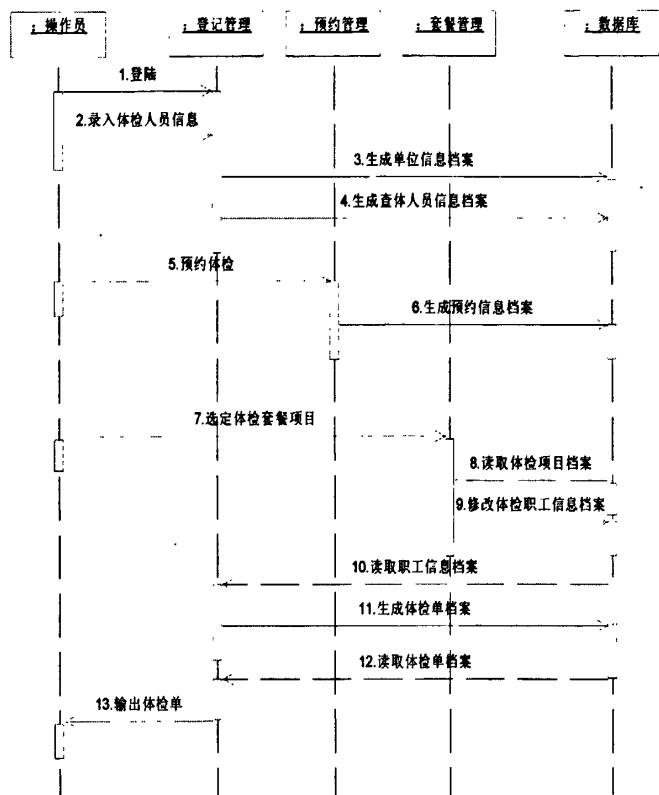 ：操作员
：登记管理
：预约管理
：套餐管理
：数据库
1.登陆
2.录入体检人员信息
3.生成单位信息档案
4.生成查体人员信息档案
5.预约体检
6.生成预约信息档案
7.选定体检套餐项目
8.读取体检项目档案
9.修改体检职工信息档案
10.读取职工信息档案
11.生成体检单档案
12.读取体检单档案
13.输出体检单